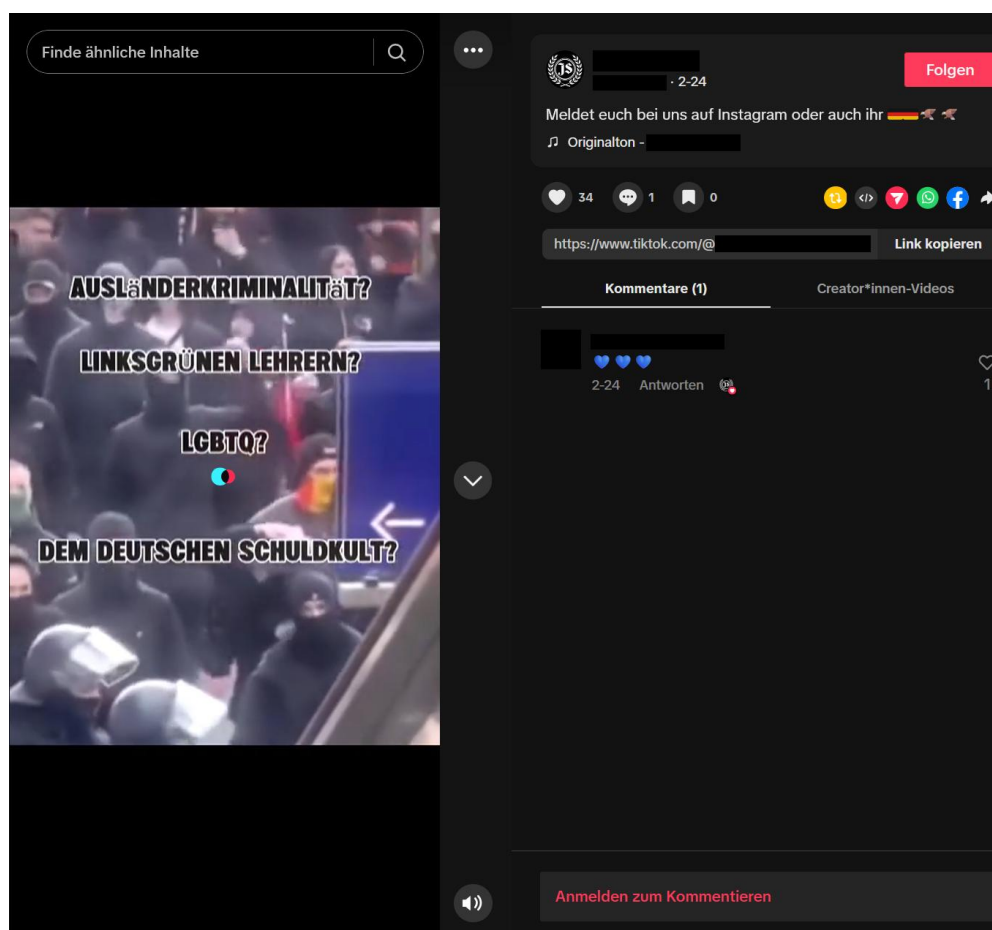 Finde ähnliche Inhalte
AUSLäNDERKRIMINALITäT?
LINKSGRÜNEN LEHRERN?
LGBTQ?
DEM DEUTSCHEN SCHULDKULT?
JS
· 2-24
Folgen
Meldet euch bei uns auf Instagram oder auch ihr
Originalton -
34
1
0
https://www.tiktok.com/@
Link kopieren
Kommentare (1)
Creator*innen-Videos
2-24 Antworten
1
Anmelden zum Kommentieren